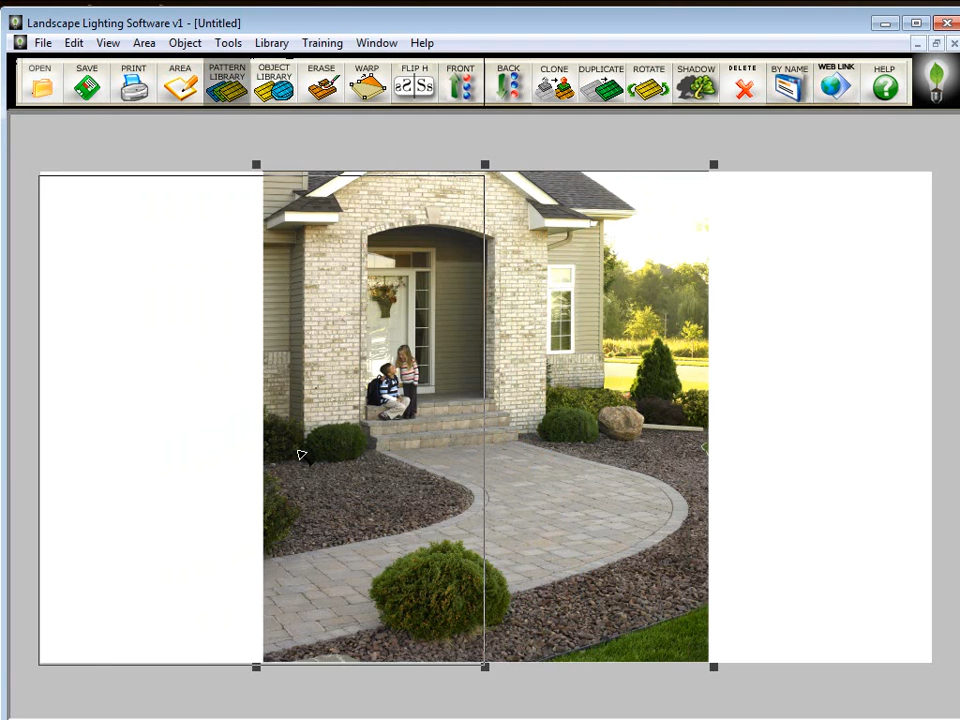 Landscape Lighting Software v1 - [Untitled]
File Edit View Area Object Tools Library Training Window Help
OPEN SAVE PRINT AREA PATTERN LIBRARY OBJECT LIBRARY ERASE WARP FLIP H FRONT BACK CLONE DUPLICATE ROTATE SHADOW DELETE BY NAME WEB LINK HELP